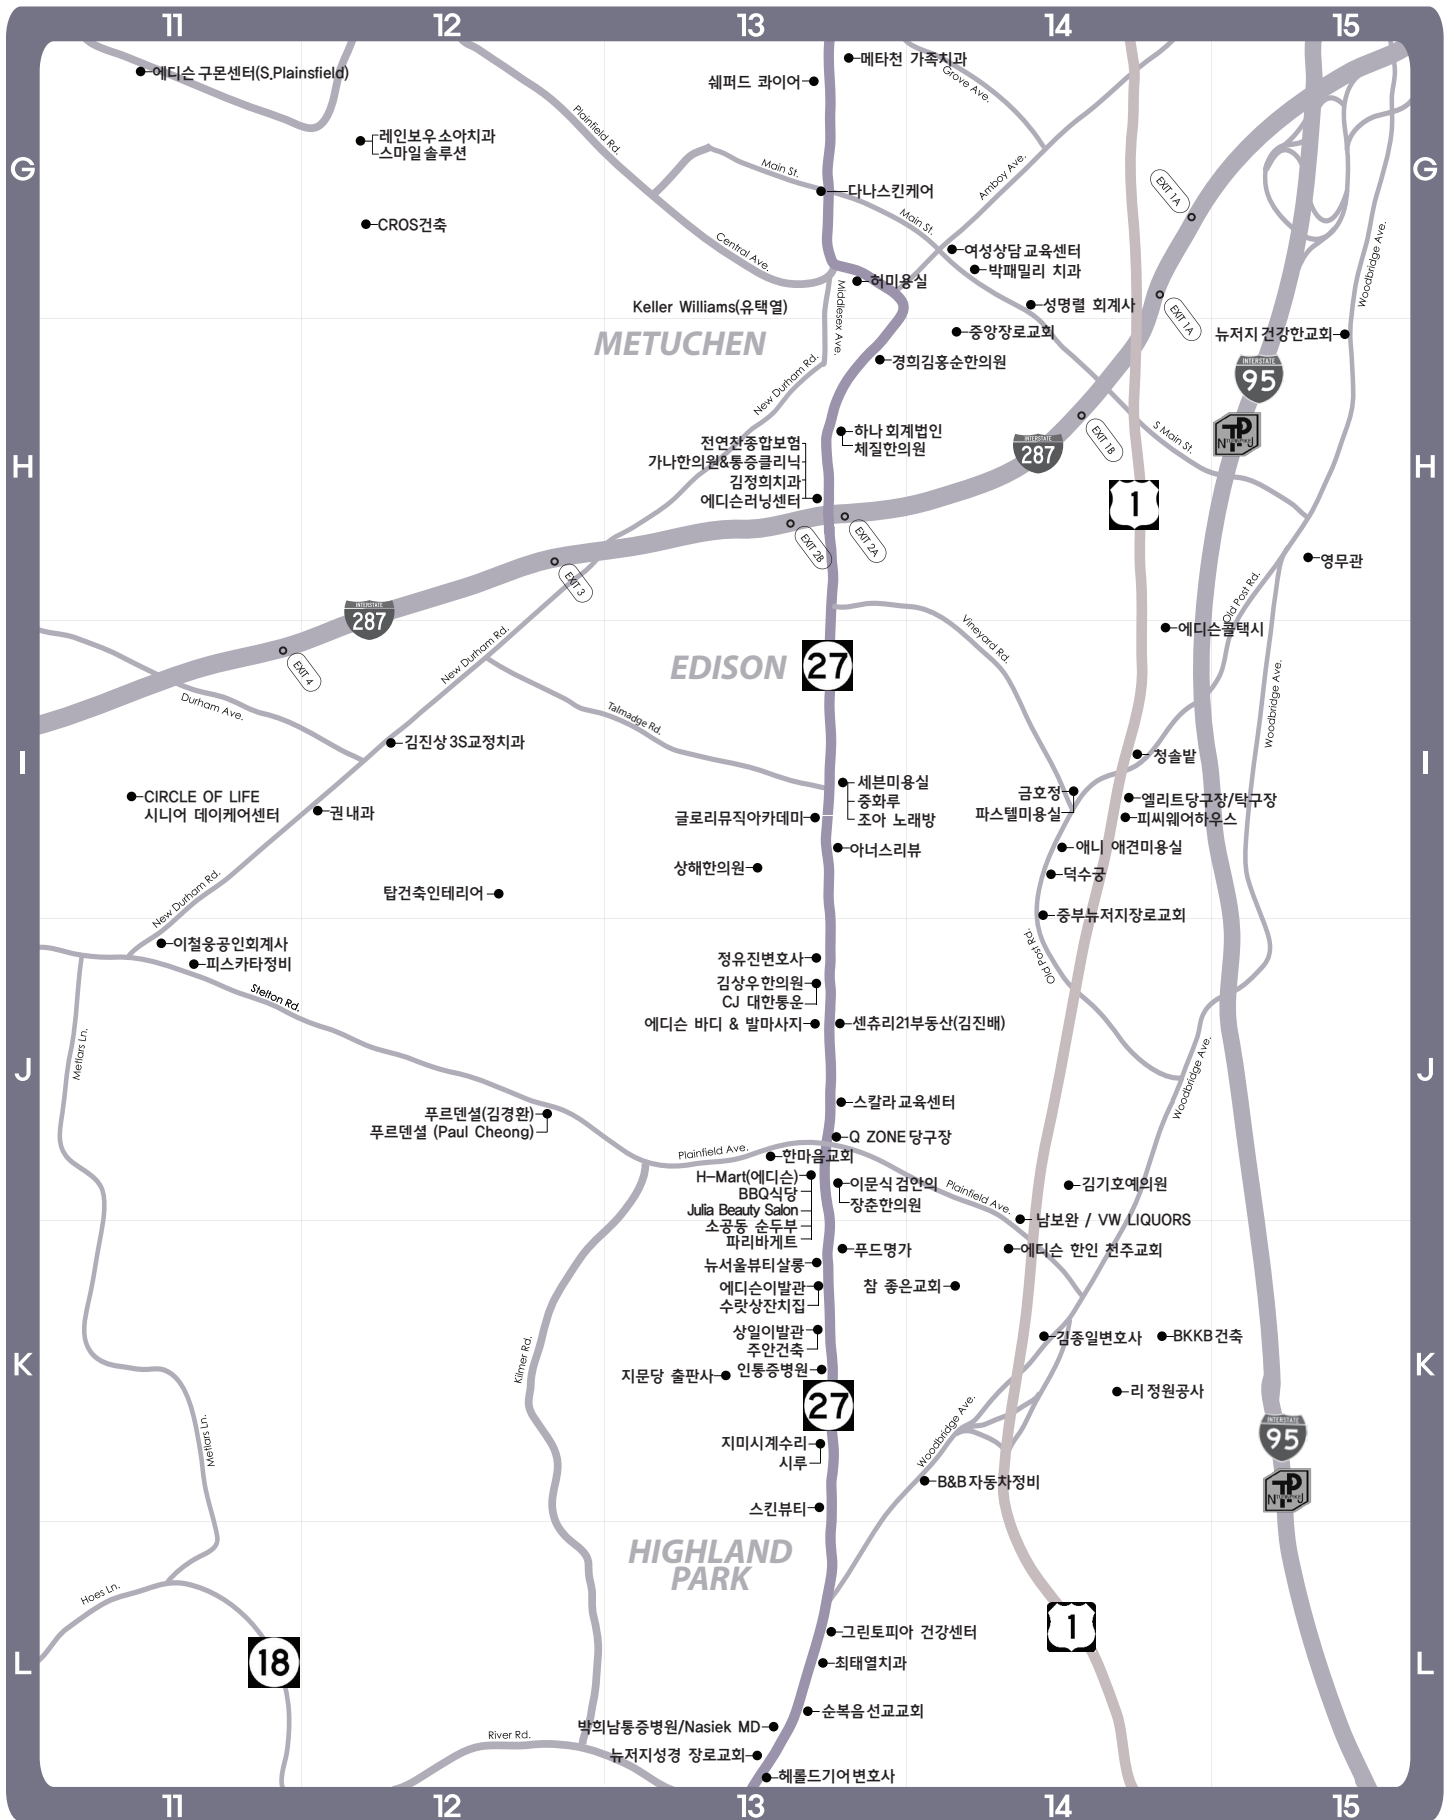 11 12 13 14 15
에디슨 구몬센터(S.Plainsfield)
메타천 가족치과
쉐퍼드 콰이어
Grove Ave.
Plainfield Rd.
레인보우 소아치과
스마일 솔루션
G
G
Main St.
Amboy Ave.
EXIT 1A
다나스킨케어
Main St.
CROS건축
Central Ave.
여성상담 교육센터
박패밀리 치과
Woodbridge Ave.
허미용실
Middlesex Ave.
Keller Williams(유택열)
성명렬 회계사
EXIT 1A
METUCHEN
중앙장로교회
뉴저지 건강한교회
경희김홍순한의원
New Durham Rd.
INTERSTATE
95
EXIT 1B
S Main St.
하나 회계법인
체질한의원
전연찬종합보험
가나한의원&통증클리닉
김정희치과
에디슨러닝센터
INTERSTATE
287
H
H
1
EXIT 2B
EXIT 2A
EXIT 3
영무관
Old Post Rd.
INTERSTATE
287
에디슨콜택시
Vineyard Rd.
New Durham Rd.
EDISON
27
EXIT 4
Durham Ave.
Talmadge Rd.
Woodbridge Ave.
김진상 3S교정치과
청솔밭
I
I
세븐미용실
중화루
조아 노래방
CIRCLE OF LIFE
시니어 데이케어센터
권내과
글로리뮤직아카데미
금호정
파스텔미용실
엘리트당구장/탁구장
피씨웨어하우스
아너스리뷰
애니 애견미용실
상해한의원
덕수궁
탑건축인테리어
New Durham Rd.
중부뉴저지장로교회
이철웅공인회계사
피스카타정비
Old Post Rd.
정유진변호사
김상우한의원
CJ 대한통운
Stelton Rd.
에디슨 바디 & 발마사지
센츄리21부동산(김진배)
Metlars Ln.
J
J
Woodbridge Ave.
스칼라 교육센터
푸르덴셜(김경환)
푸르덴셜 (Paul Cheong)
Q ZONE 당구장
Plainfield Ave.
한마음교회
H-Mart(에디슨)
BBQ식당
Julia Beauty Salon
소공동 순두부
파리바게트
이문식 검안의
장춘한의원
Plainfield Ave.
김기호예의원
남보완 / VW LIQUORS
푸드명가
에디슨 한인 천주교회
뉴서울뷰티살롱
에디슨이발관
수랏상잔치집
참 좋은교회
상일이발관
주안건축
김종일변호사
BKKB 건축
Kilmer Rd.
K
K
지문당 출판사
인통증병원
리 정원공사
27
Metlars Ln.
Woodbridge Ave.
INTERSTATE
95
지미시계수리
시루
B&B 자동차정비
스킨뷰티
HIGHLAND
PARK
Hoes Ln.
18
1
그린토피아 건강센터
L
L
최태열치과
순복음 선교교회
박희남통증병원/Nasiek MD
River Rd.
뉴저지성경 장로교회
헤롤드기어 변호사
11 12 13 14 15